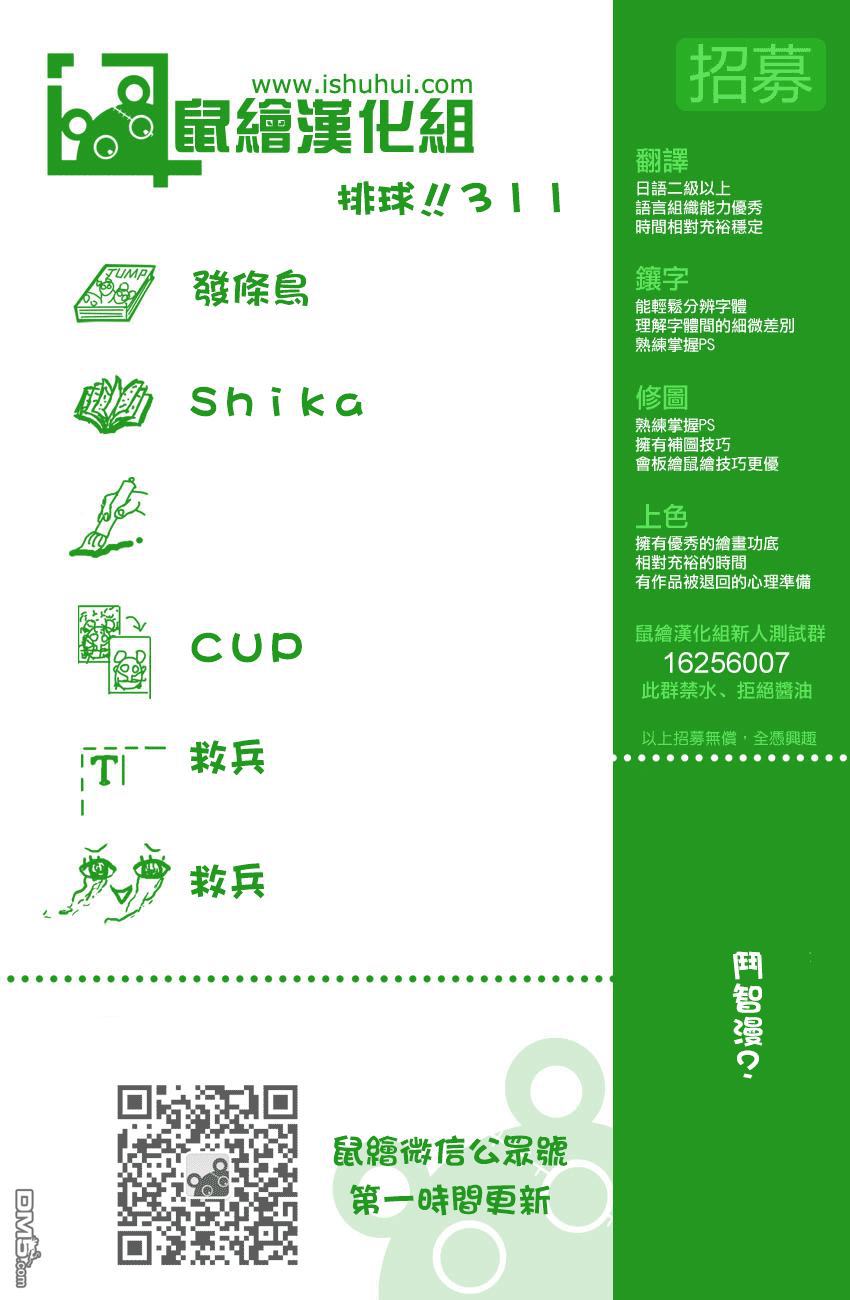 www.ishuhui.com
鼠繪漢化組
排球!!311
JUMP
發條鳥
Shika
CUP
T
救兵
救兵
鼠繪微信公眾號
第一時間更新
DM5.com
招募
翻譯
日語二級以上
語言組織能力優秀
時間相對充裕穩定
鑲字
能輕鬆分辨字體
理解字體間的細微差別
熟練掌握PS
修圖
熟練掌握PS
擁有補圖技巧
會板繪鼠繪技巧更優
上色
擁有優秀的繪畫功底
相對充裕的時間
有作品被退回的心理準備
鼠繪漢化組新人測試群
16256007
此群禁水、拒絕醬油
以上招募無償，全憑興趣
鬥智漫？